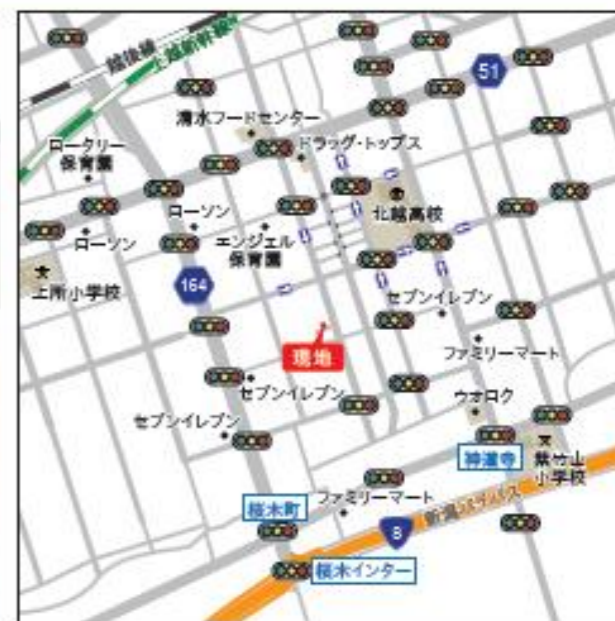 越後線
上越新幹線
51
清水フードセンター
ドラッグ・トップス
ロータリー
保育園
北越高校
ローソン
ローソン
エンジェル
保育園
上所小学校
164
セブンイレブン
現地
ファミリーマート
セブンイレブン
ウオロク
セブンイレブン
神道寺
紫竹山
小学校
桜木町
ファミリーマート
新潟バイパス
8
桜木インター